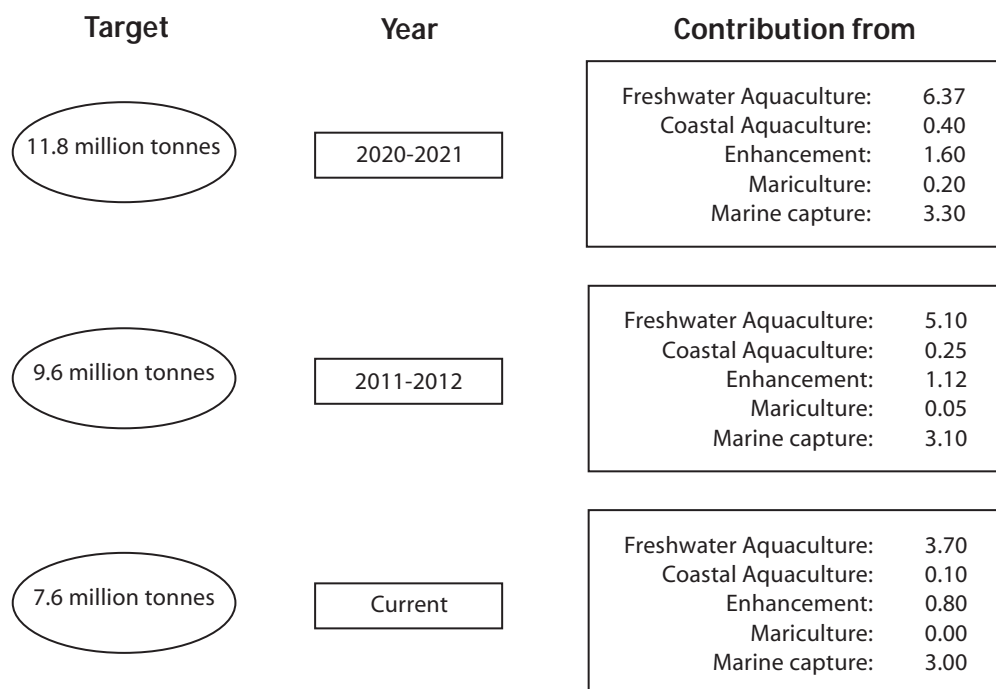 Target Year Contribution from
11.8 million tonnes
2020-2021
Freshwater Aquaculture: 6.37
Coastal Aquaculture: 0.40
Enhancement: 1.60
Mariculture: 0.20
Marine capture: 3.30
9.6 million tonnes
2011-2012
Freshwater Aquaculture: 5.10
Coastal Aquaculture: 0.25
Enhancement: 1.12
Mariculture: 0.05
Marine capture: 3.10
7.6 million tonnes
Current
Freshwater Aquaculture: 3.70
Coastal Aquaculture: 0.10
Enhancement: 0.80
Mariculture: 0.00
Marine capture: 3.00